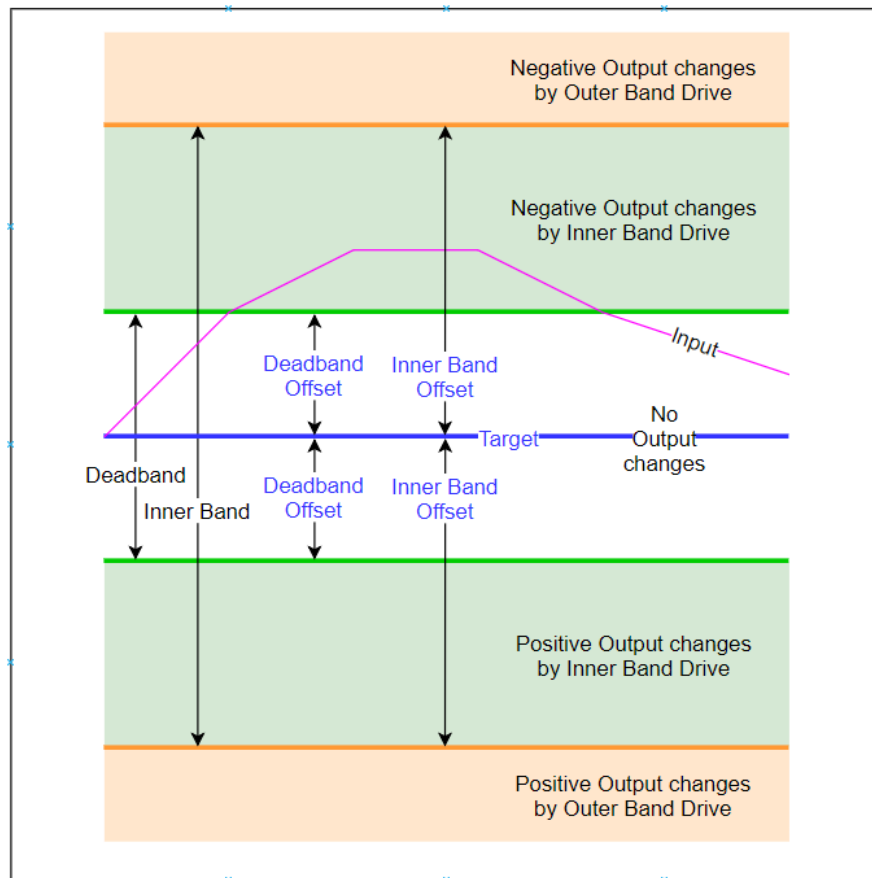 Negative Output changes
by Outer Band Drive
Negative Output changes
by Inner Band Drive
Input
Deadband
Offset
Inner Band
Offset
No
Output
changes
Target
Deadband
Inner Band
Deadband
Offset
Inner Band
Offset
Positive Output changes
by Inner Band Drive
Positive Output changes
by Outer Band Drive